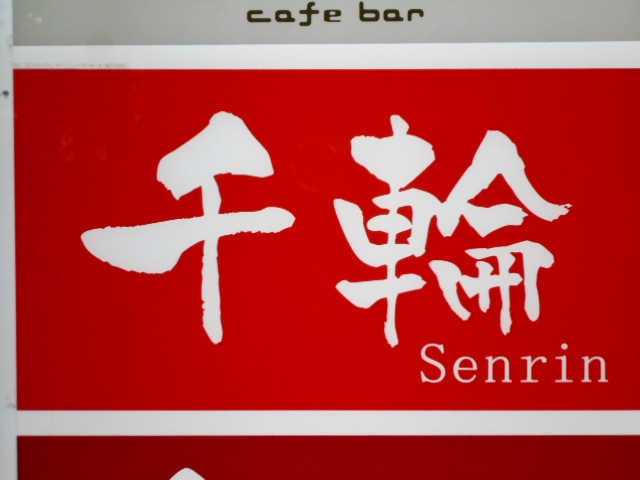 cafe bar
千輪
Senrin